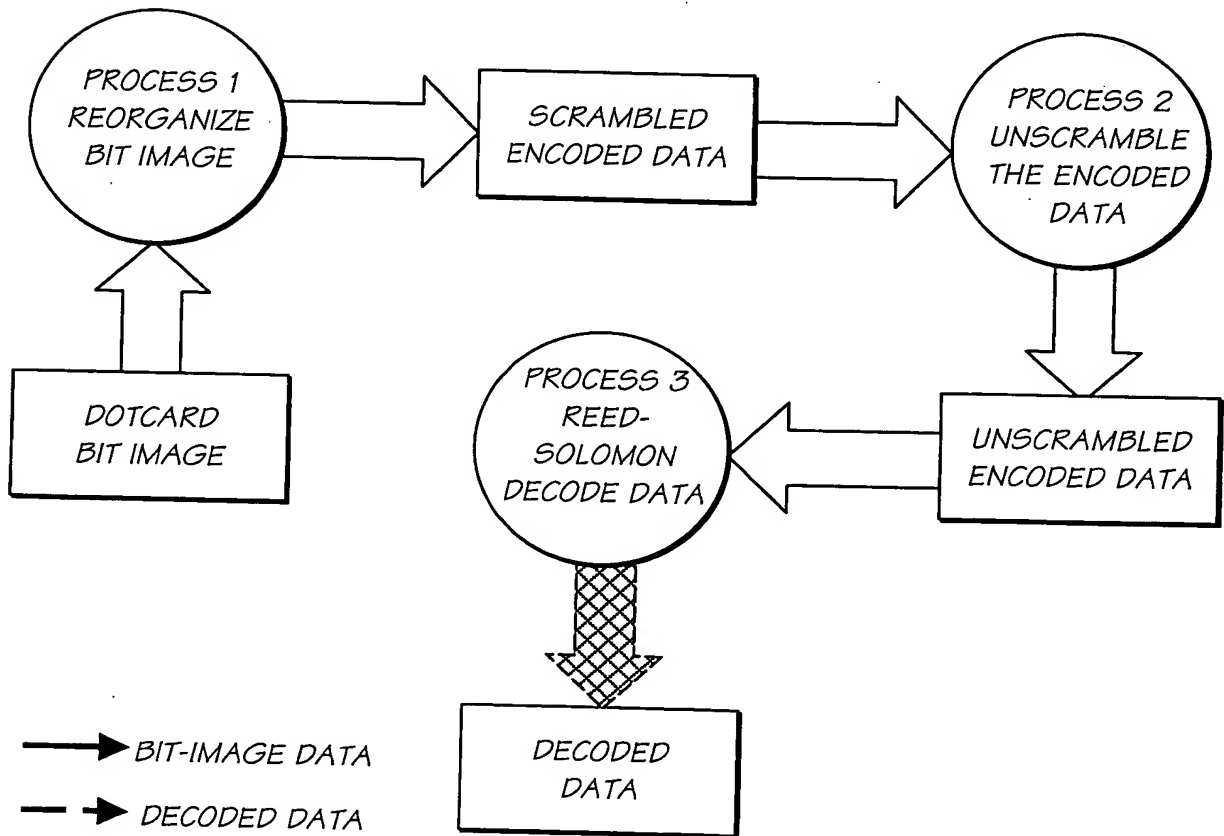 PROCESS 1
REORGANIZE
BIT IMAGE
SCRAMBLED
ENCODED DATA
PROCESS 2
UNSCRAMBLE
THE ENCODED
DATA
DOTCARD
BIT IMAGE
PROCESS 3
REED-
SOLOMON
DECODE DATA
UNSCRAMBLED
ENCODED DATA
DECODED
DATA
BIT-IMAGE DATA
DECODED DATA